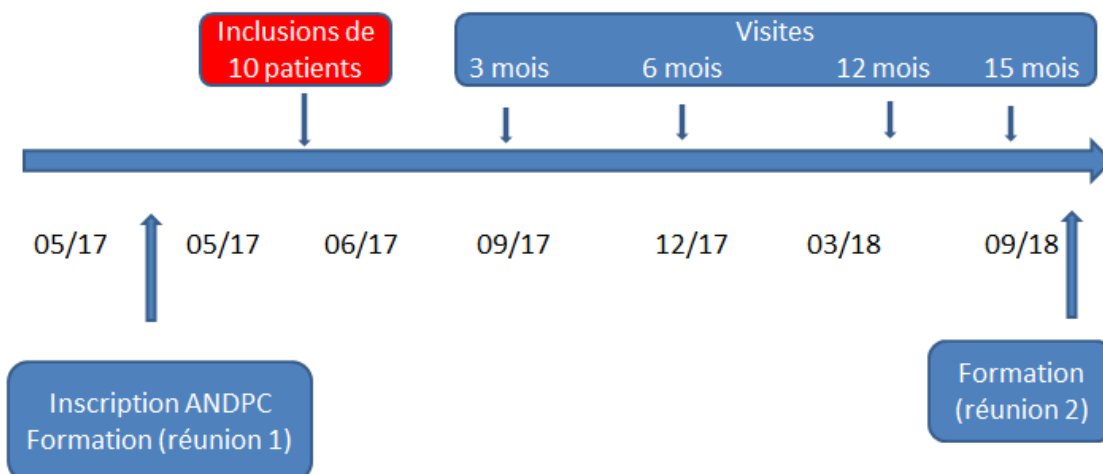 Inclusions de
10 patients
Visites
3 mois 6 mois 12 mois 15 mois
05/17 05/17 06/17 09/17 12/17 03/18 09/18
Inscription ANDPC
Formation (réunion 1)
Formation
(réunion 2)